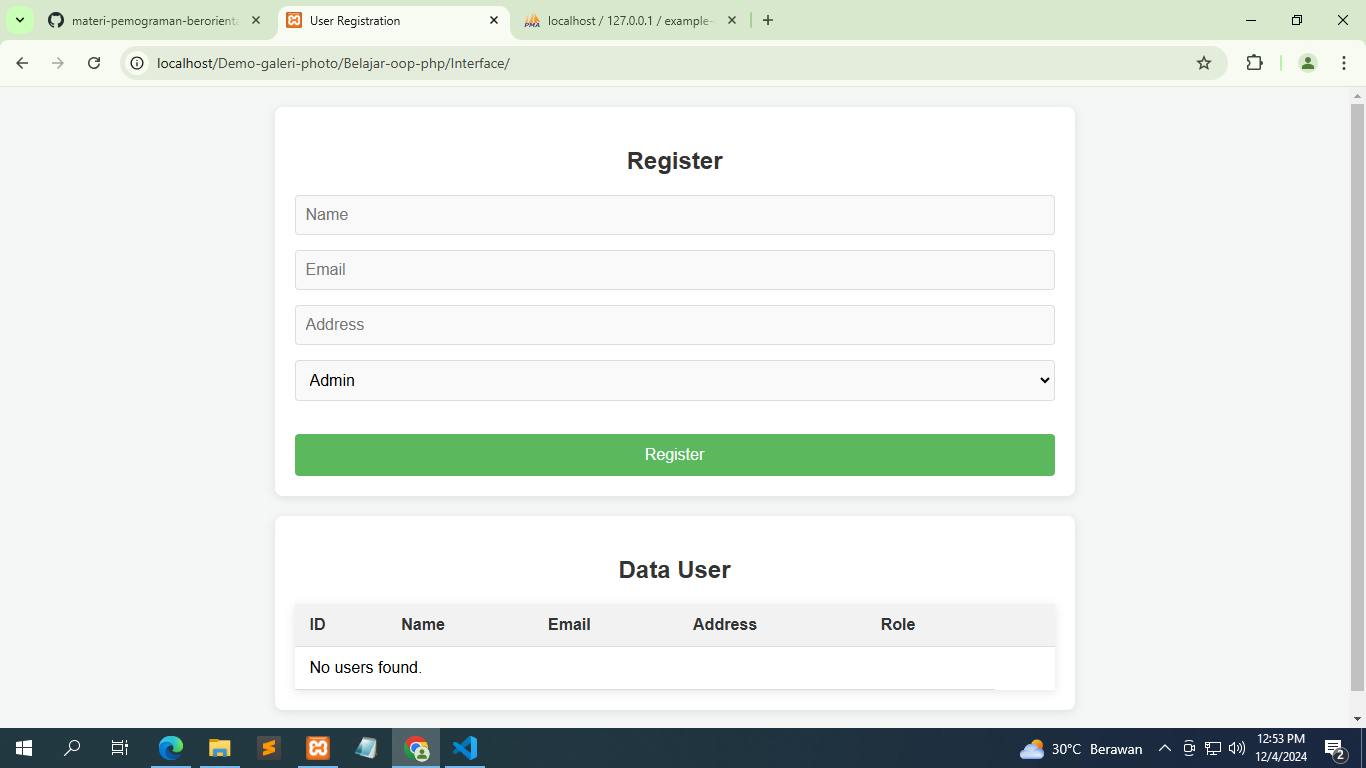 materi-pemograman-berorienta
User Registration
localhost / 127.0.0.1 / example-
localhost/Demo-galeri-photo/Belajar-oop-php/Interface/
Register
Name
Email
Address
Admin
Register
Data User
ID Name Email Address Role
No users found.
30°C Berawan
12:53 PM
12/4/2024
2